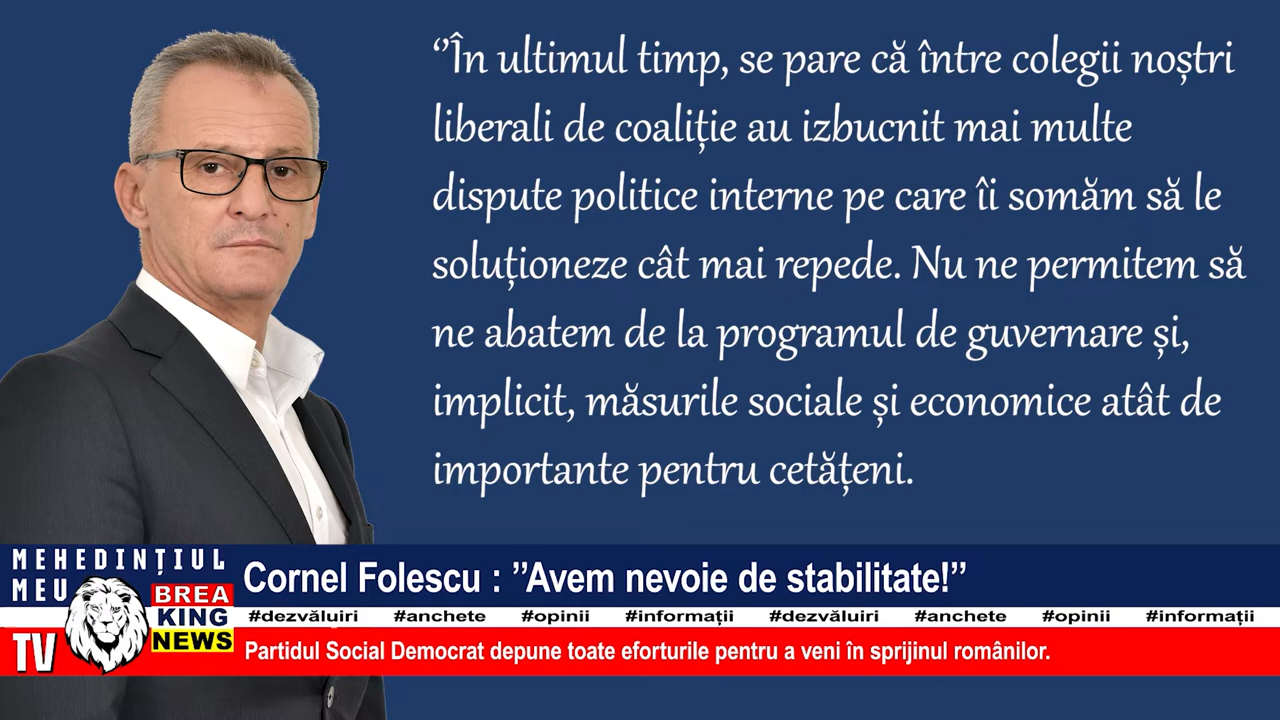 ‘’În ultimul timp, se pare că între colegii noștri
liberali de coaliție au izbucnit mai multe
dispute politice interne pe care îi somăm să le
soluționeze cât mai repede. Nu ne permitem să
ne abatem de la programul de guvernare și,
implicit, măsurile sociale și economice atât de
importante pentru cetățeni.
MEHEDINȚIUL
MEU
TV
BREA
KING
NEWS
Cornel Folescu : ’’Avem nevoie de stabilitate!’’
#dezvăluiri #anchete #opinii #informații #dezvăluiri #anchete #opinii #informații
Partidul Social Democrat depune toate eforturile pentru a veni în sprijinul românilor.